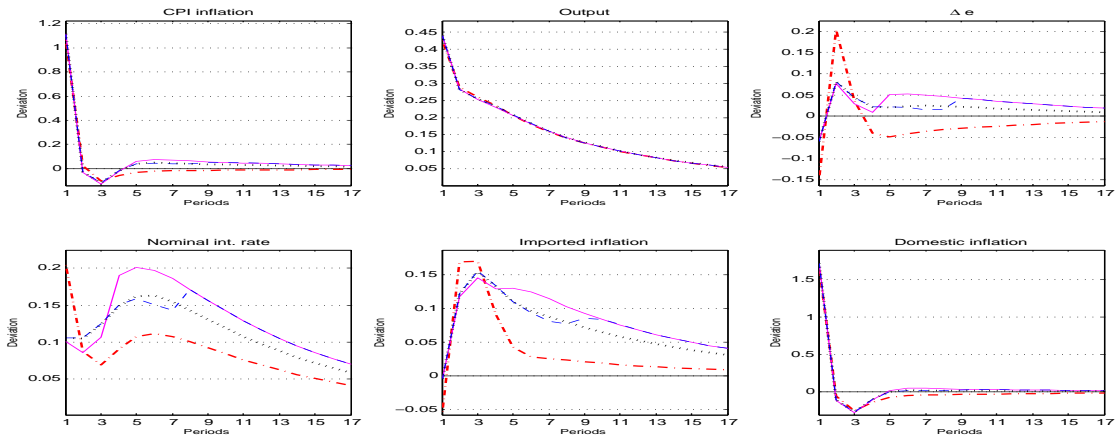 CPI inflation
Output
Δ e
Deviation
1.2
1
0.8
0.6
0.4
0.2
0
1 3 5 7 9 11 13 15 17
Periods
Deviation
0.45
0.4
0.35
0.3
0.25
0.2
0.15
0.1
0.05
1 3 5 7 9 11 13 15 17
Periods
Deviation
0.2
0.15
0.1
0.05
0
−0.05
−0.1
−0.15
1 3 5 7 9 11 13 15 17
Periods
Nominal int. rate
Imported inflation
Domestic inflation
Deviation
0.2
0.15
0.1
0.05
1 3 5 7 9 11 13 15 17
Periods
Deviation
0.15
0.1
0.05
0
−0.05
1 3 5 7 9 11 13 15 17
Periods
Deviation
1.5
1
0.5
0
1 3 5 7 9 11 13 15 17
Periods